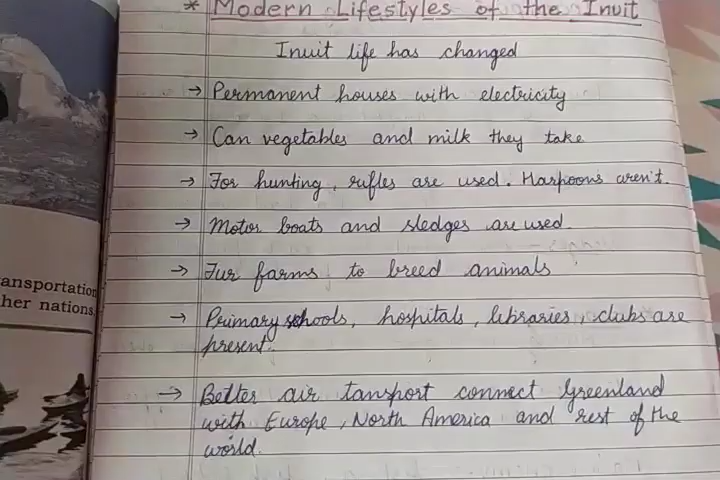 ansportation
her nations.
* Modern Lifestyles of the Inuit
Inuit life has changed
→ Permanent houses with electricity
→ Can vegetables and milk they take
→ For hunting, rifles are used. Harpoons aren't.
→ Motor boats and sledges are used.
→ Fur farms to breed animals
→ Primary schools, hospitals, libraries, clubs are
present.
→ Better air tansport connect Greenland
with Europe, North America and rest of the
world.